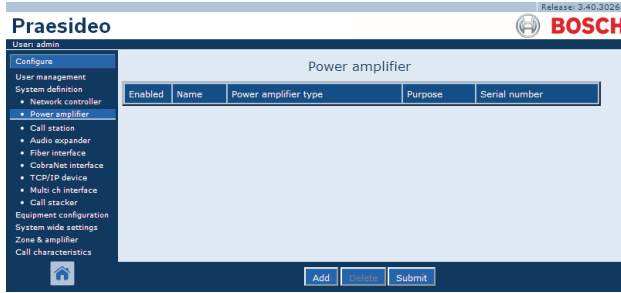 Release: 3.40.3026
Praesideo
BOSCH
User: admin
Configure
User management
System definition
• Network controller
• Power amplifier
• Call station
• Audio expander
• Fiber interface
• CobraNet interface
• TCP/IP device
• Multi ch interface
• Call stacker
Equipment configuration
System wide settings
Zone & amplifier
Call characteristics
Power amplifier
Enabled Name Power amplifier type Purpose Serial number
Add Delete Submit